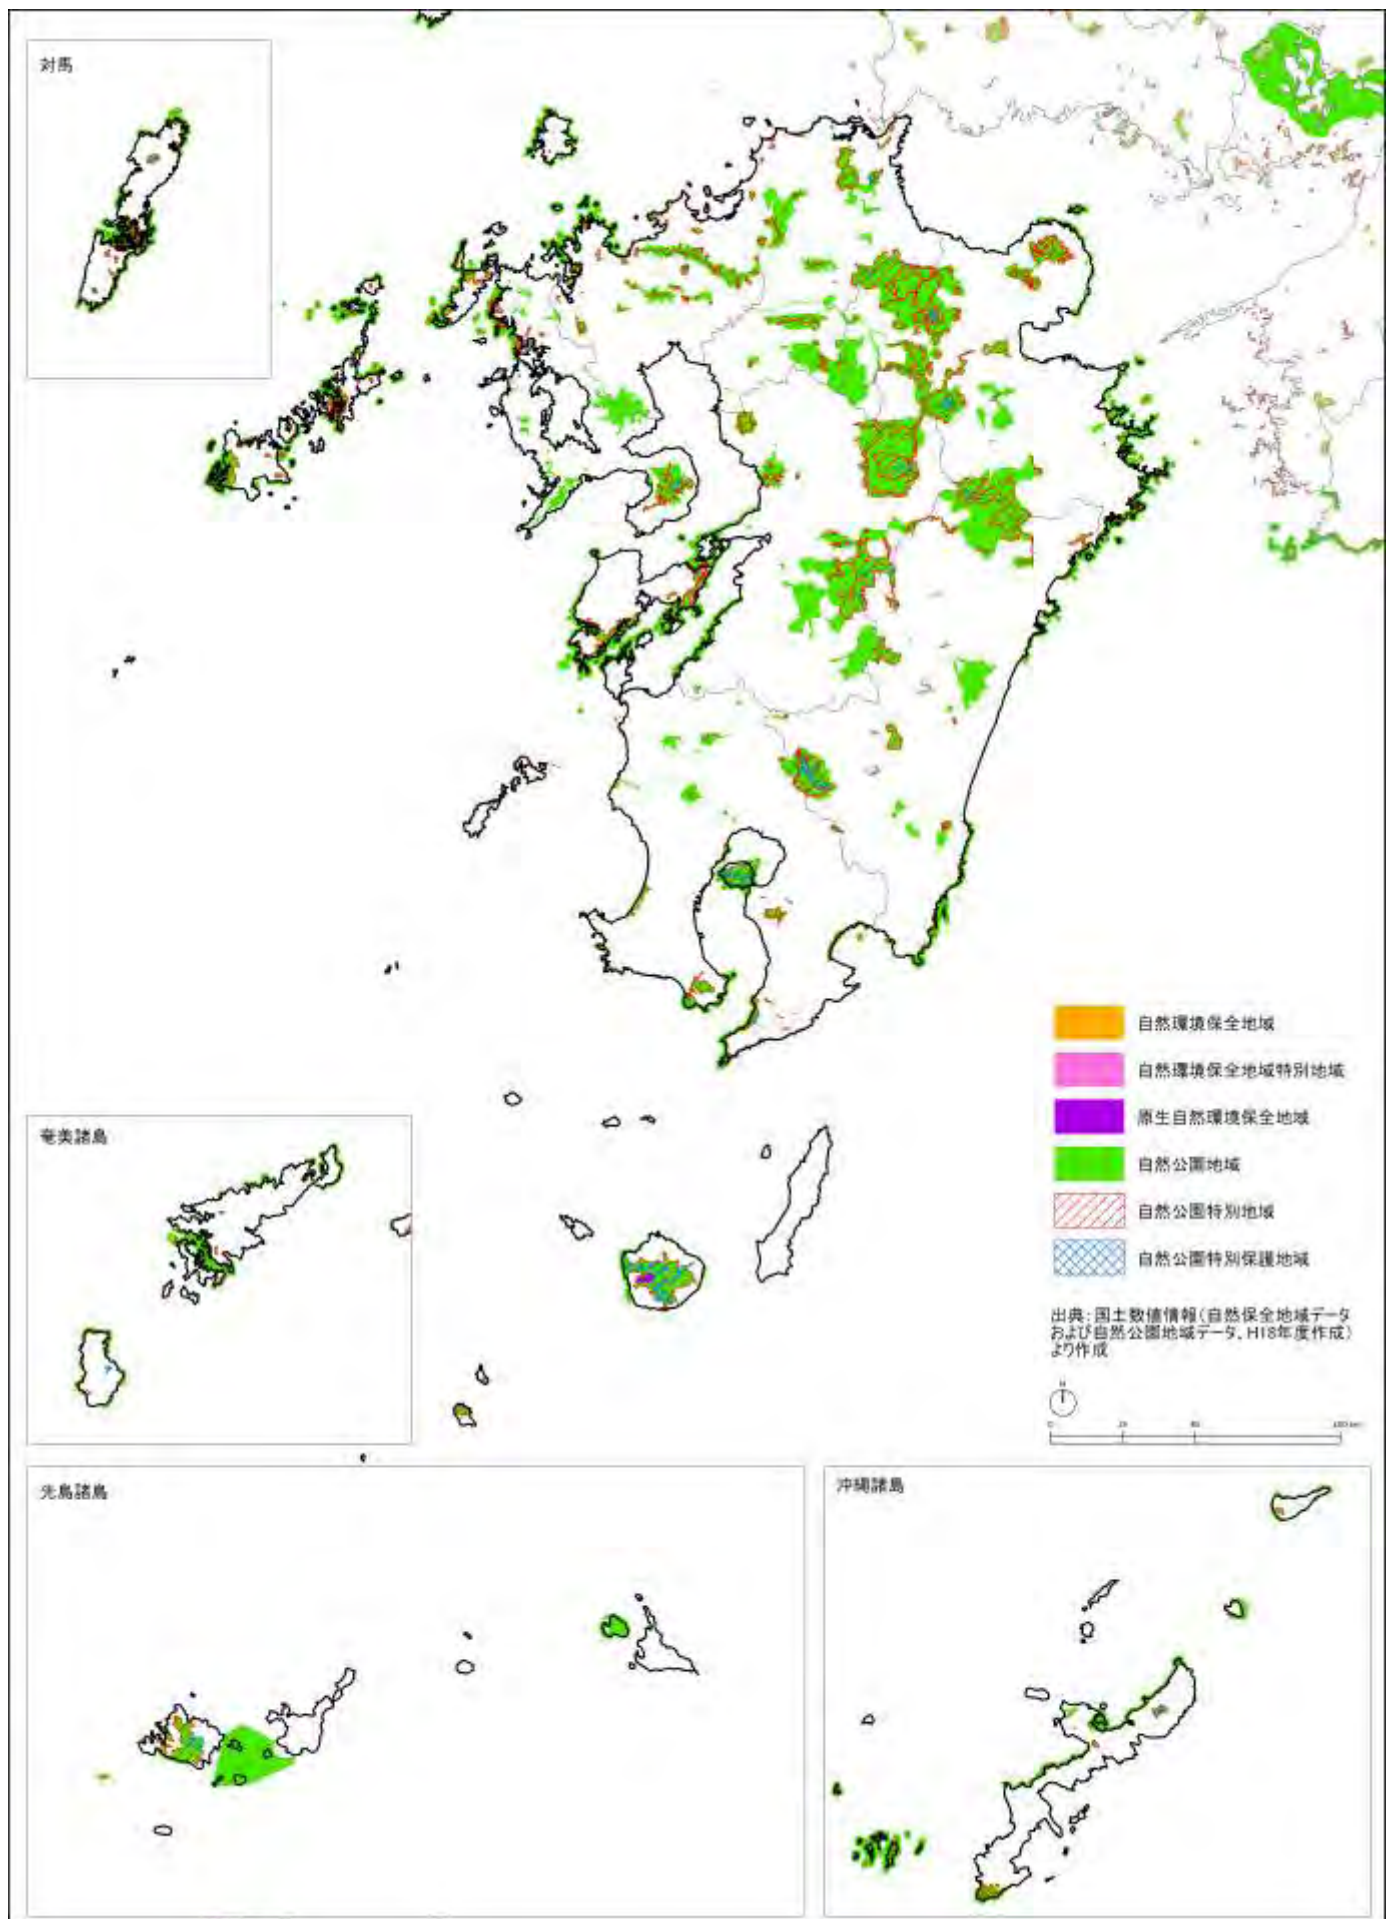 対馬
自然環境保全地域
自然環境保全地域特別地域
原生自然環境保全地域
自然公園地域
自然公園特別地域
自然公園特別保護地域
出典：国土数値情報（自然保全地域データ
および自然公園地域データ、H18年度作成）
より作成
N
奄美諸島
先島諸島
沖縄諸島